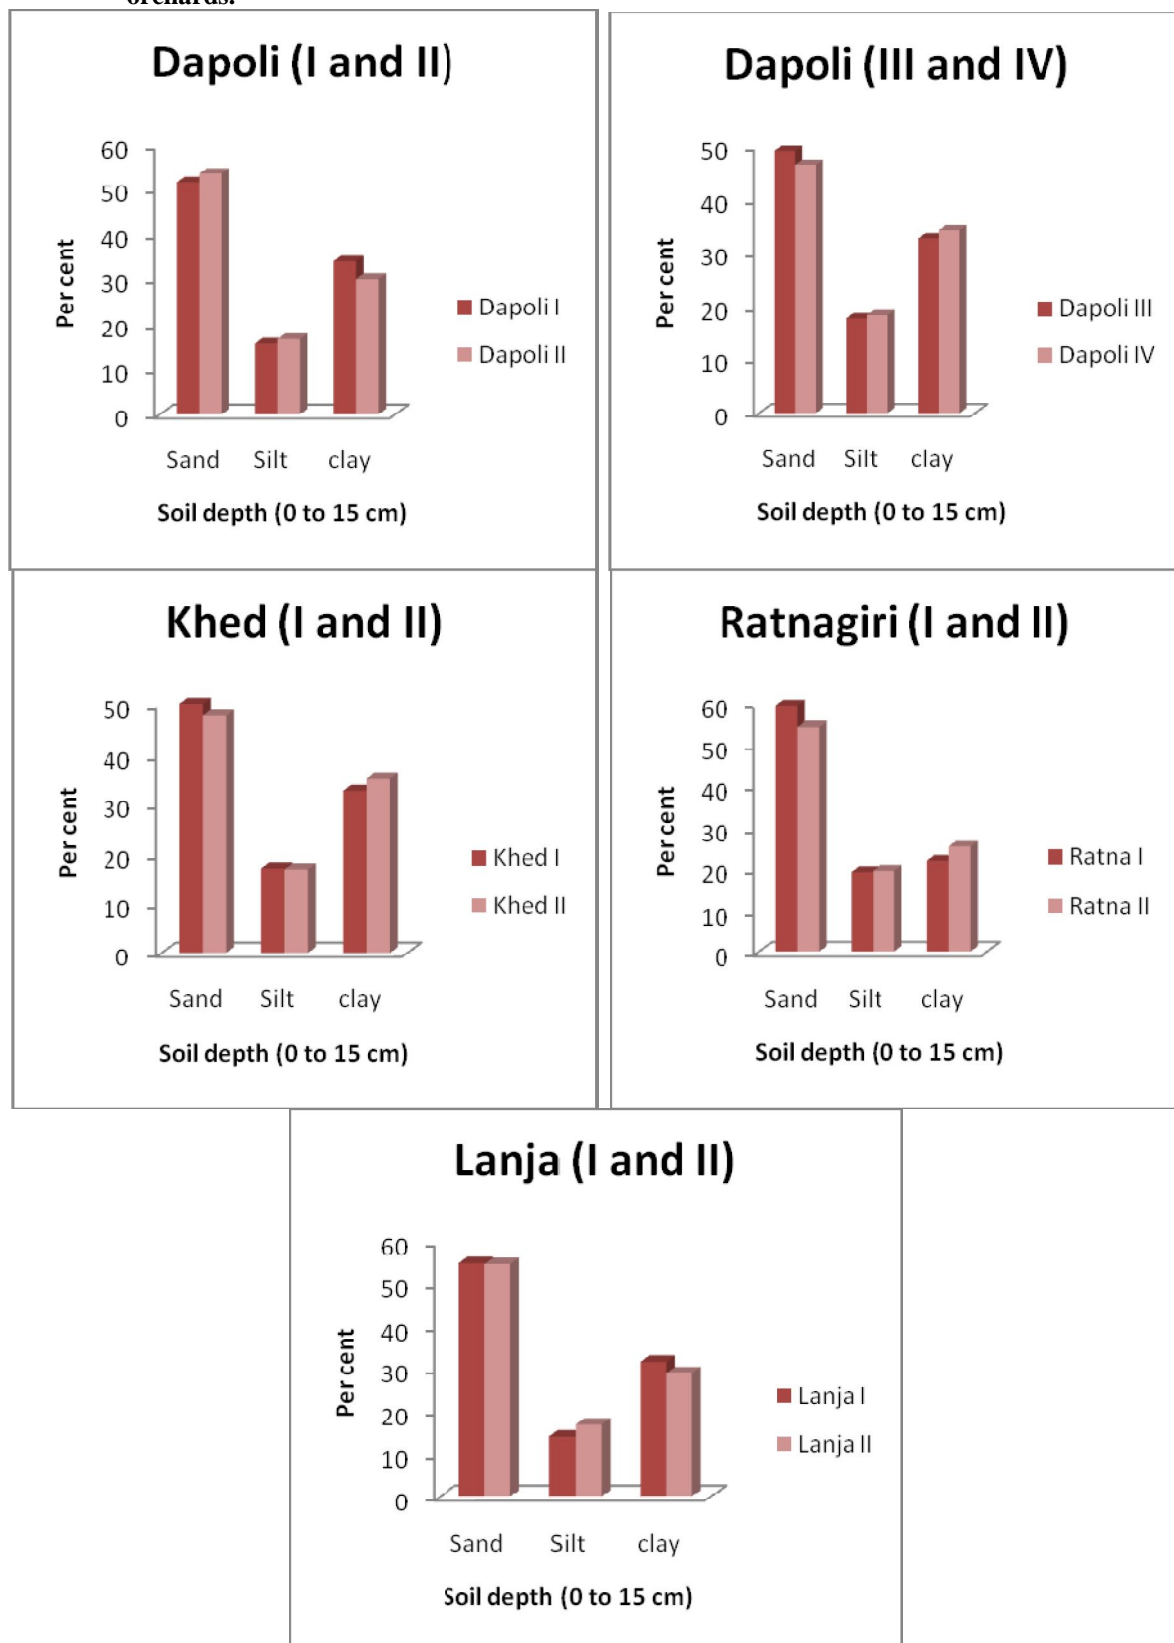 orchards.
Dapoli (I and II)
60
50
40
30
20
10
0
Per cent
Sand Silt clay
Soil depth (0 to 15 cm)
Dapoli I
Dapoli II
Dapoli (III and IV)
50
40
30
20
10
0
Per cent
Sand Silt clay
Soil depth (0 to 15 cm)
Dapoli III
Dapoli IV
Khed (I and II)
50
40
30
20
10
0
Per cent
Sand Silt clay
Soil depth (0 to 15 cm)
Khed I
Khed II
Ratnagiri (I and II)
60
50
40
30
20
10
0
Per cent
Sand Silt clay
Soil depth (0 to 15 cm)
Ratna I
Ratna II
Lanja (I and II)
60
50
40
30
20
10
0
Per cent
Sand Silt clay
Soil depth (0 to 15 cm)
Lanja I
Lanja II